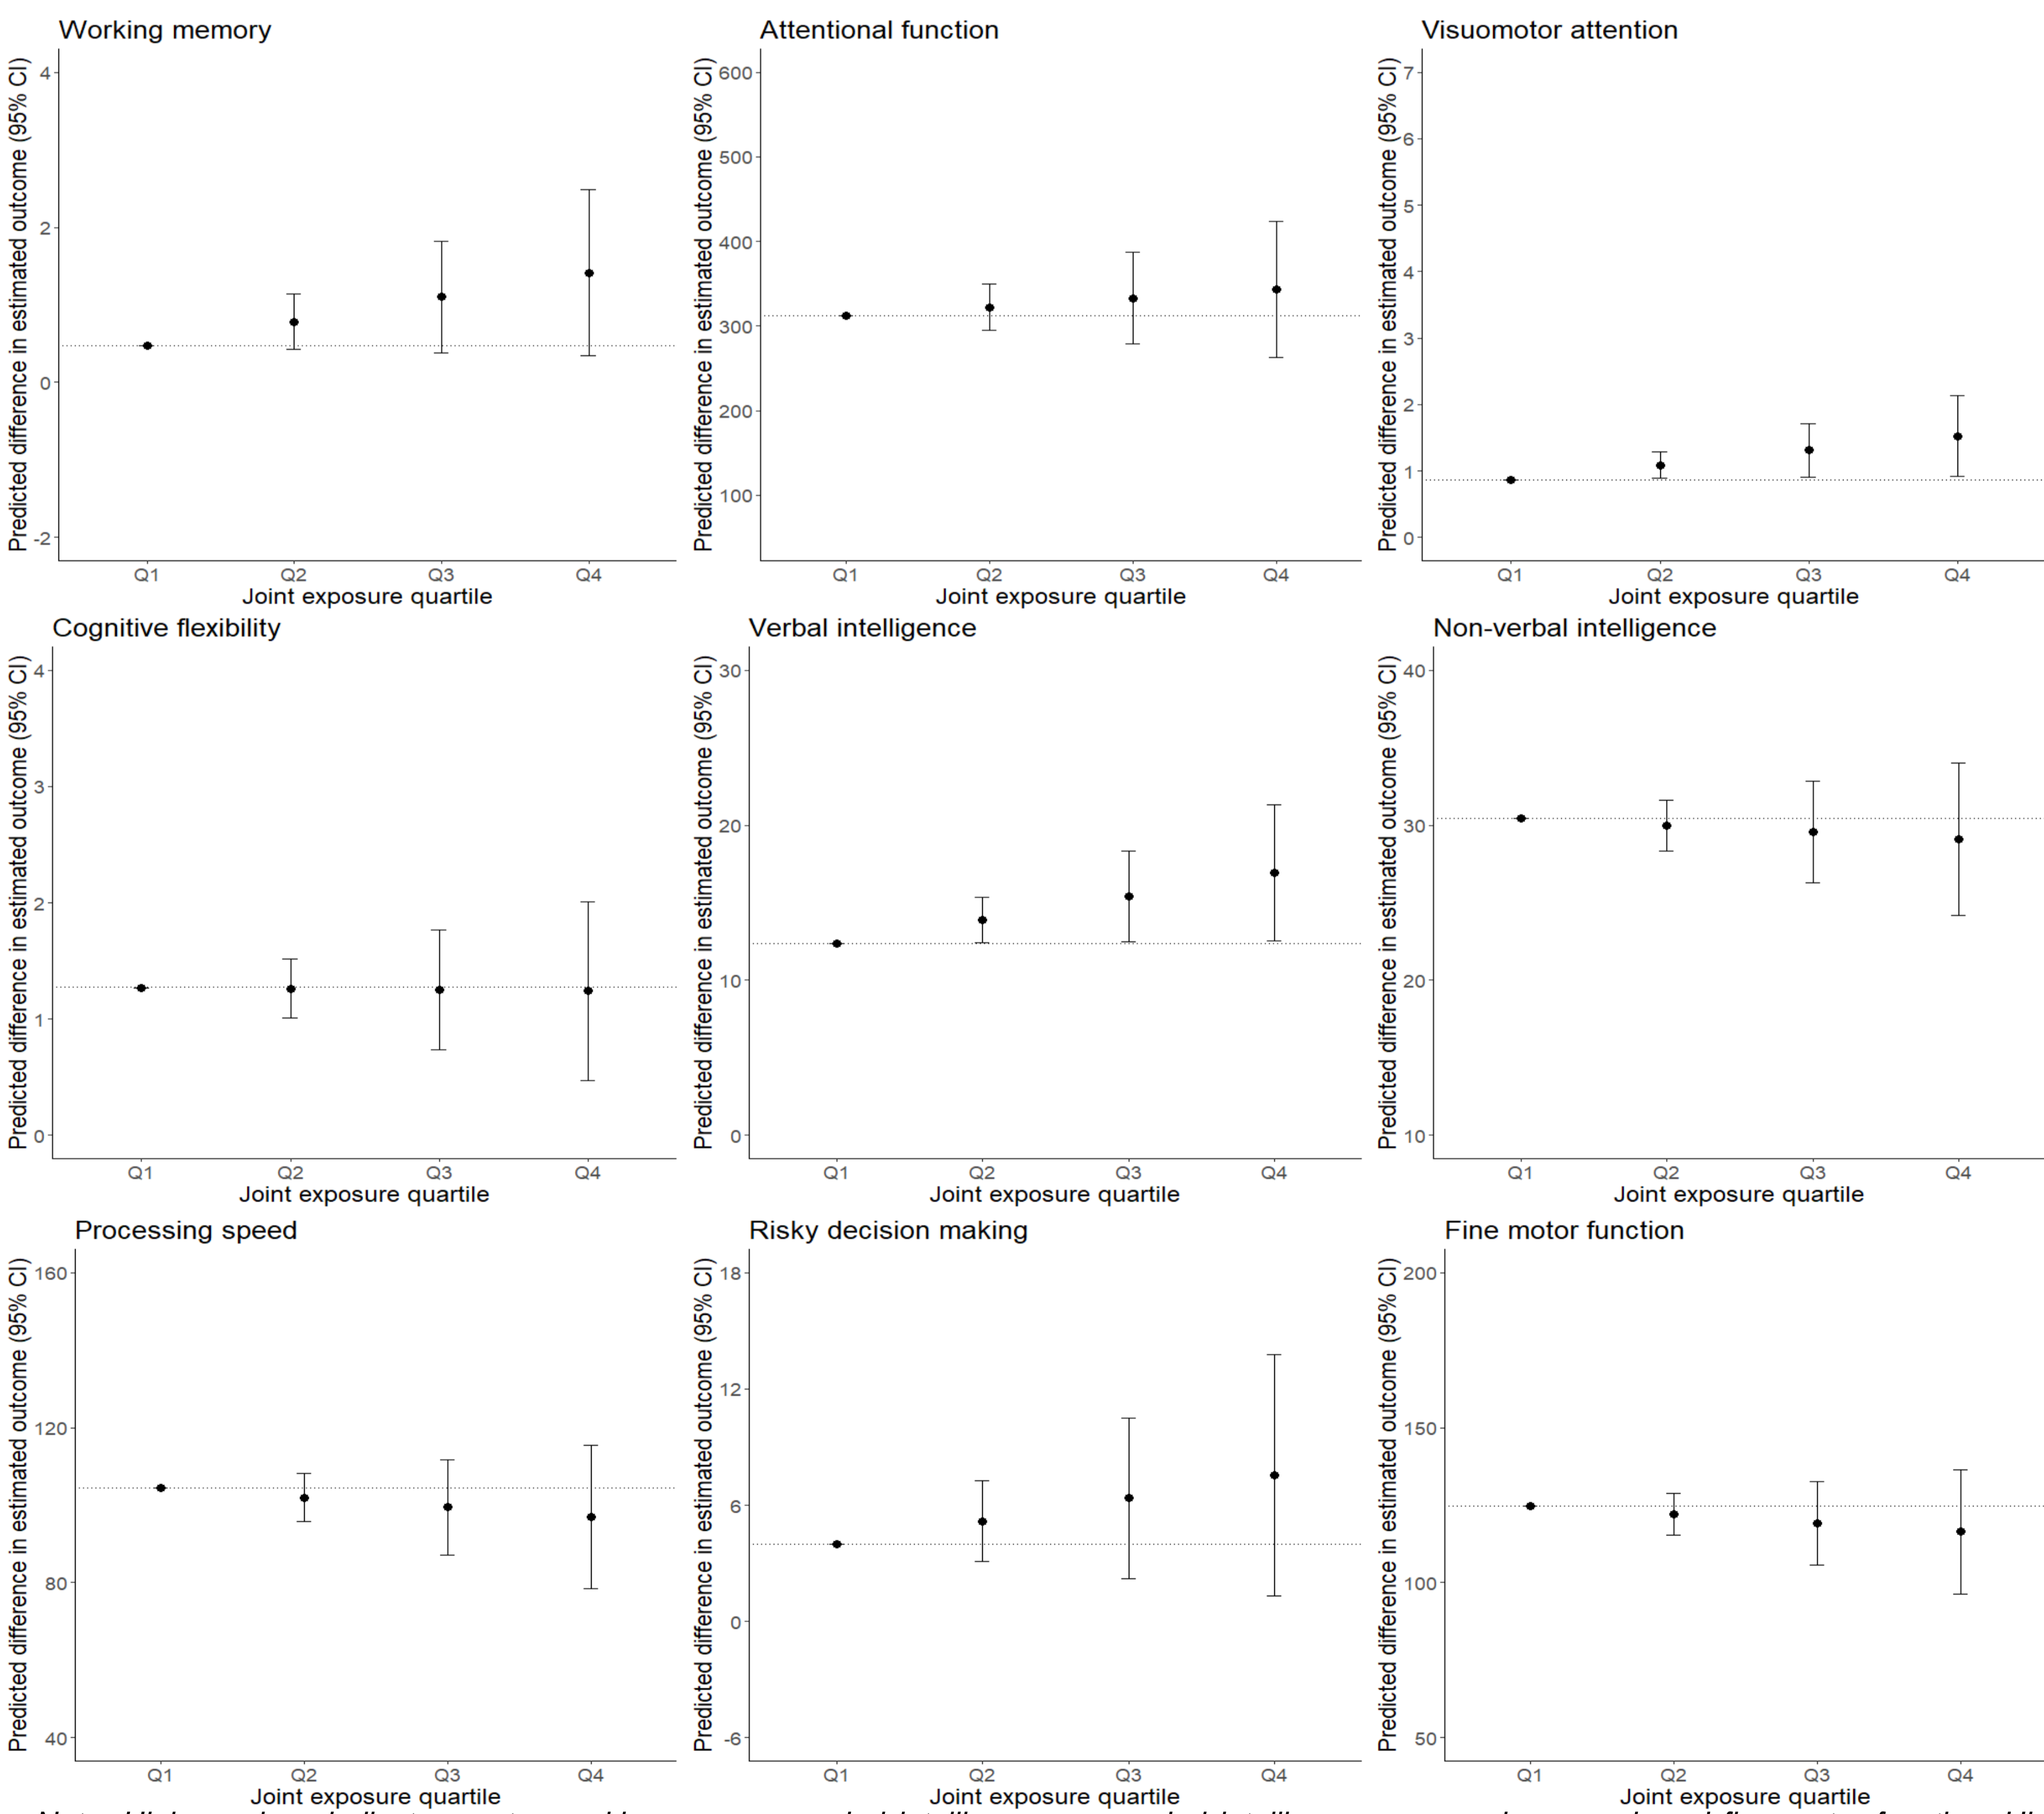 Working memory
Predicted difference in estimated outcome (95% CI)
4
2
0
-2
Q1 Q2 Q3 Q4
Joint exposure quartile
Attentional function
Predicted difference in estimated outcome (95% CI)
600
500
400
300
200
100
Q1 Q2 Q3 Q4
Joint exposure quartile
Visuomotor attention
Predicted difference in estimated outcome (95% CI)
7
6
5
4
3
2
1
0
Q1 Q2 Q3 Q4
Joint exposure quartile
Cognitive flexibility
Predicted difference in estimated outcome (95% CI)
4
3
2
1
0
Q1 Q2 Q3 Q4
Joint exposure quartile
Verbal intelligence
Predicted difference in estimated outcome (95% CI)
30
20
10
0
Q1 Q2 Q3 Q4
Joint exposure quartile
Non-verbal intelligence
Predicted difference in estimated outcome (95% CI)
40
30
20
10
Q1 Q2 Q3 Q4
Joint exposure quartile
Processing speed
Predicted difference in estimated outcome (95% CI)
160
120
80
40
Q1 Q2 Q3 Q4
Joint exposure quartile
Risky decision making
Predicted difference in estimated outcome (95% CI)
18
12
6
0
-6
Q1 Q2 Q3 Q4
Joint exposure quartile
Fine motor function
Predicted difference in estimated outcome (95% CI)
200
150
100
50
Q1 Q2 Q3 Q4
Joint exposure quartile